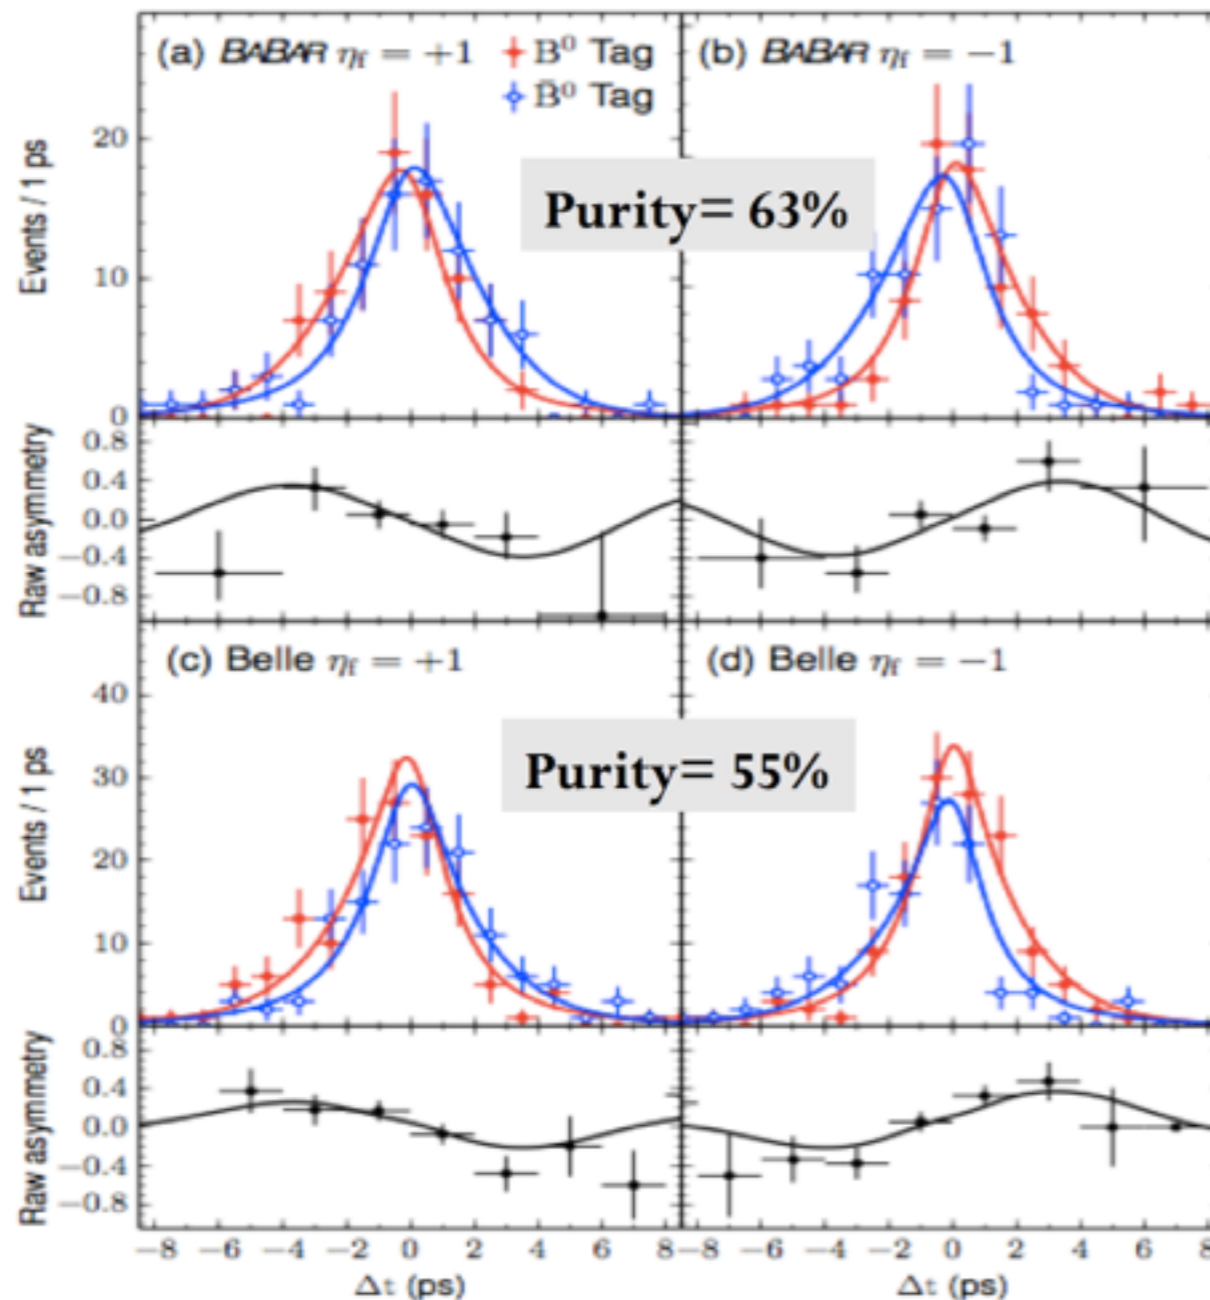 (a) BABAR ηf = +1
B⁰ Tag
B̄⁰ Tag
(b) BABAR ηf = −1
Purity= 63%
Events / 1 ps
20
10
0
Raw asymmetry
0.8
0.4
0.0
−0.4
−0.8
(c) Belle ηf = +1
(d) Belle ηf = −1
Purity= 55%
Events / 1 ps
40
30
20
10
0
Raw asymmetry
0.8
0.4
0.0
−0.4
−0.8
−8 −6 −4 −2 0 2 4 6 8 −8 −6 −4 −2 0 2 4 6 8
Δt (ps) Δt (ps)